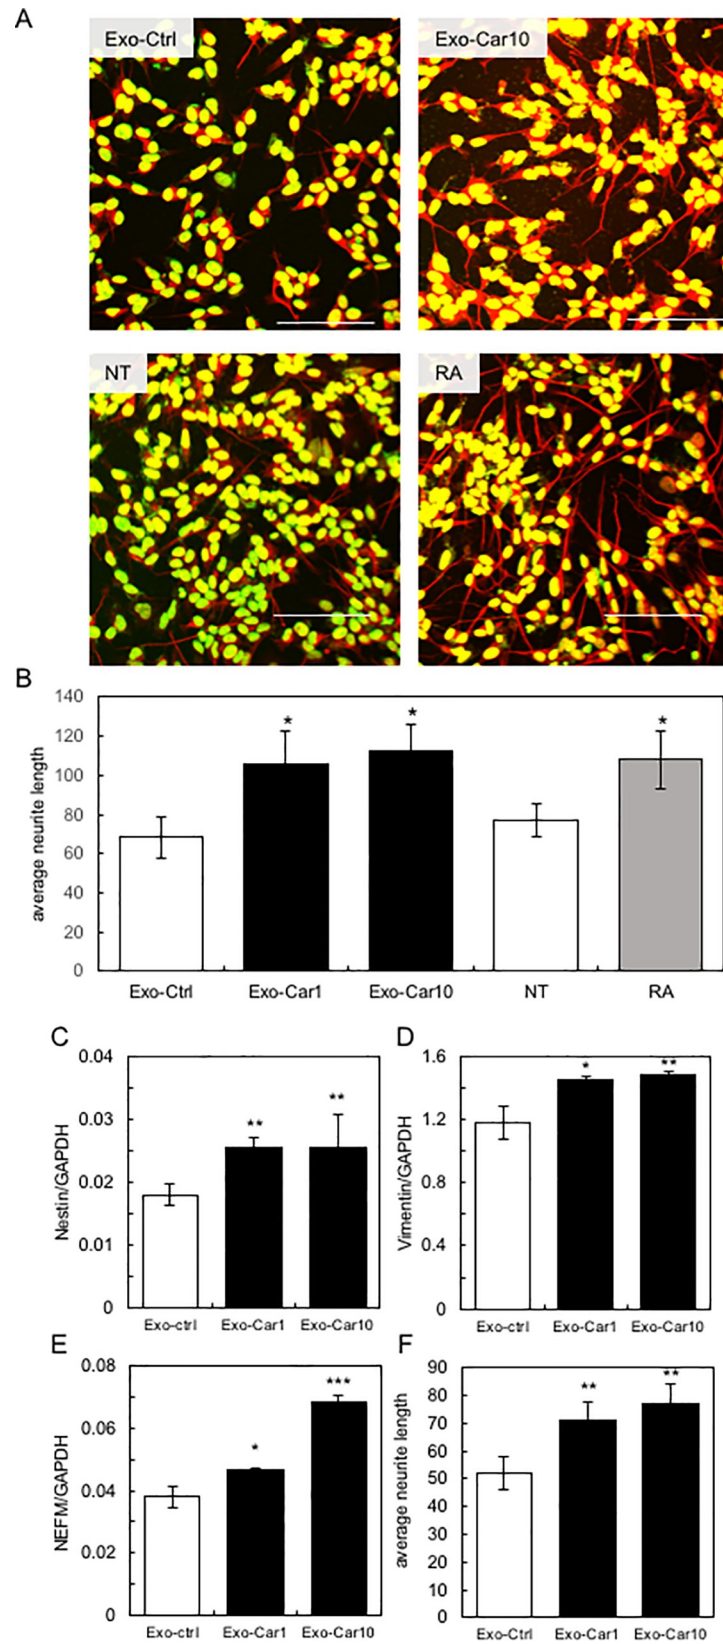 A
Exo-Ctrl
Exo-Car10
NT
RA
B
average neurite length
140
120
100
80
60
40
20
0
*
*
*
Exo-Ctrl
Exo-Car1
Exo-Car10
NT
RA
C
Nestin/GAPDH
0.04
0.03
0.02
0.01
0
**
**
Exo-ctrl
Exo-Car1
Exo-Car10
D
Vimentin/GAPDH
1.6
1.2
0.8
0.4
0
*
**
Exo-ctrl
Exo-Car1
Exo-Car10
E
NEFM/GAPDH
0.08
0.06
0.04
0.02
0
*
***
Exo-ctrl
Exo-Car1
Exo-Car10
F
average neurite length
90
80
70
60
50
40
30
20
10
0
**
**
Exo-Ctrl
Exo-Car1
Exo-Car10